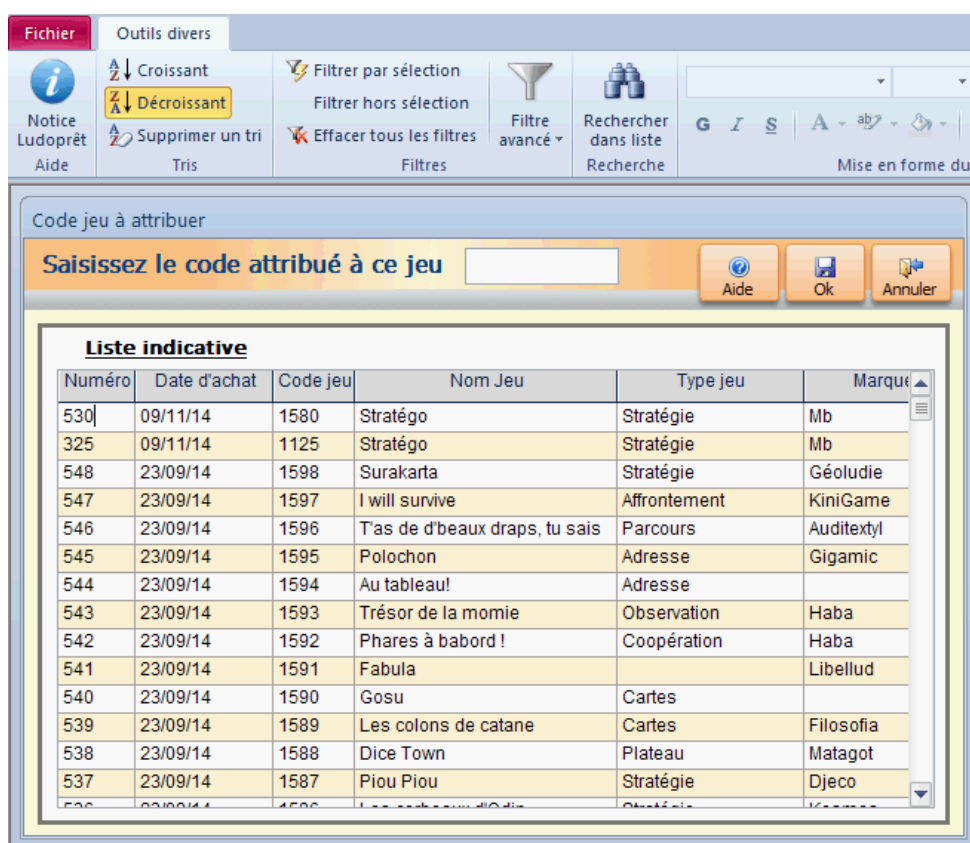 Fichier Outils divers
Croissant
Décroissant
Supprimer un tri
Filtrer par sélection
Filtrer hors sélection
Effacer tous les filtres
Notice
Ludoprêt
Filtre
avancé
Rechercher
dans liste
G I S A ab
Aide Tris Filtres Recherche Mise en forme du
Code jeu à attribuer
Saisissez le code attribué à ce jeu
Aide Ok Annuler
Liste indicative
Numéro Date d'achat Code jeu Nom Jeu Type jeu Marque
530 09/11/14 1580 Stratégo Stratégie Mb
325 09/11/14 1125 Stratégo Stratégie Mb
548 23/09/14 1598 Surakarta Stratégie Géoludie
547 23/09/14 1597 I will survive Affrontement KiniGame
546 23/09/14 1596 T'as de d'beaux draps, tu sais Parcours Auditextyl
545 23/09/14 1595 Polochon Adresse Gigamic
544 23/09/14 1594 Au tableau! Adresse
543 23/09/14 1593 Trésor de la momie Observation Haba
542 23/09/14 1592 Phares à babord ! Coopération Haba
541 23/09/14 1591 Fabula Libellud
540 23/09/14 1590 Gosu Cartes
539 23/09/14 1589 Les colons de catane Cartes Filosofia
538 23/09/14 1588 Dice Town Plateau Matagot
537 23/09/14 1587 Piou Piou Stratégie Djeco